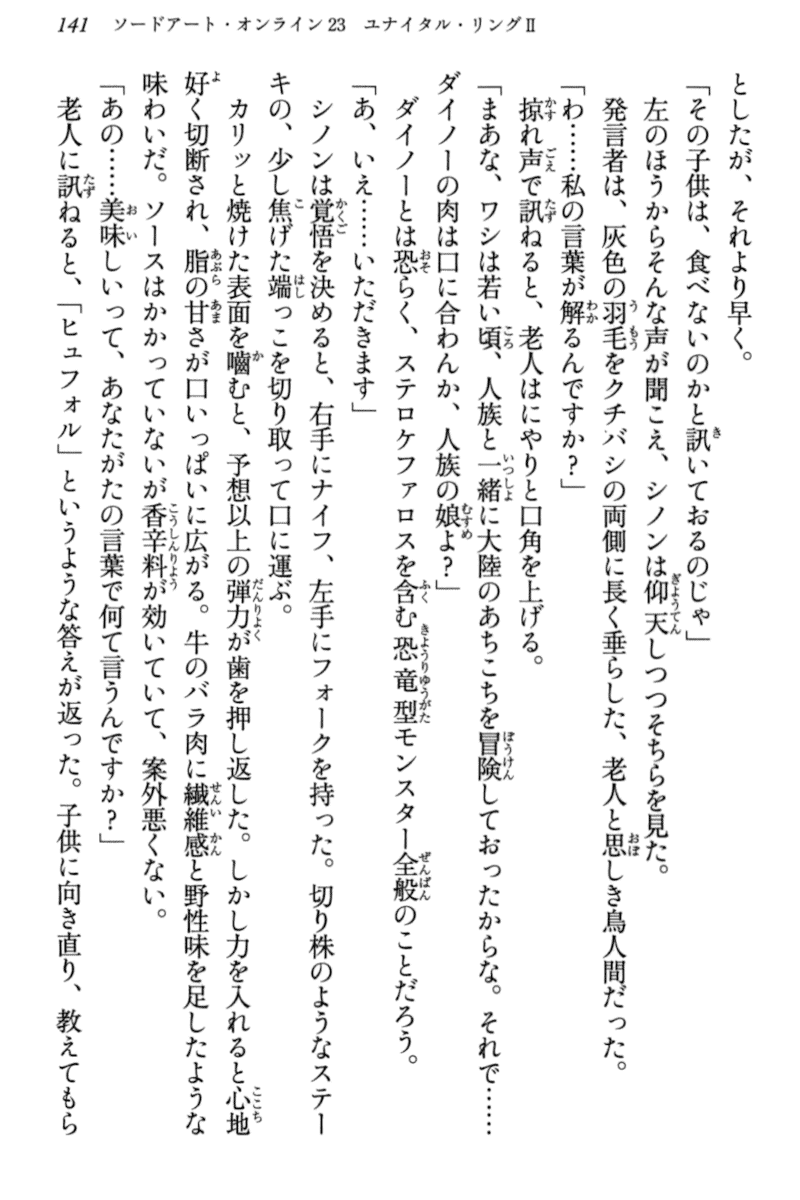 141　ソードアート・オンライン23　ユナイタル・リングⅡ
としたが、それより早く。
「その子供は、食べないのかと訊いておるのじゃ」
　左のほうからそんな声が聞こえ、シノンは仰天しつつそちらを見た。
　発言者は、灰色の羽毛をクチバシの両側に長く垂らした、老人と思しき鳥人間だった。
「わ……私の言葉が解るんですか？」
　掠れ声で訊ねると、老人はにやりと口角を上げる。
「まあな、ワシは若い頃、人族と一緒に大陸のあちこちを冒険しておったからな。それで……
ダイノーの肉は口に合わんか、人族の娘よ？」
　ダイノーとは恐らく、ステロケファロスを含む恐竜型モンスター全般のことだろう。
「あ、いえ……いただきます」
　シノンは覚悟を決めると、右手にナイフ、左手にフォークを持った。切り株のようなステー
キの、少し焦げた端っこを切り取って口に運ぶ。
　カリッと焼けた表面を嚙むと、予想以上の弾力が歯を押し返した。しかし力を入れると心地
好く切断され、脂の甘さが口いっぱいに広がる。牛のバラ肉に繊維感と野性味を足したような
味わいだ。ソースはかかっていないが香辛料が効いていて、案外悪くない。
「あの……美味しいって、あなたがたの言葉で何て言うんですか？」
　老人に訊ねると、「ヒュフォル」というような答えが返った。子供に向き直り、教えてもら